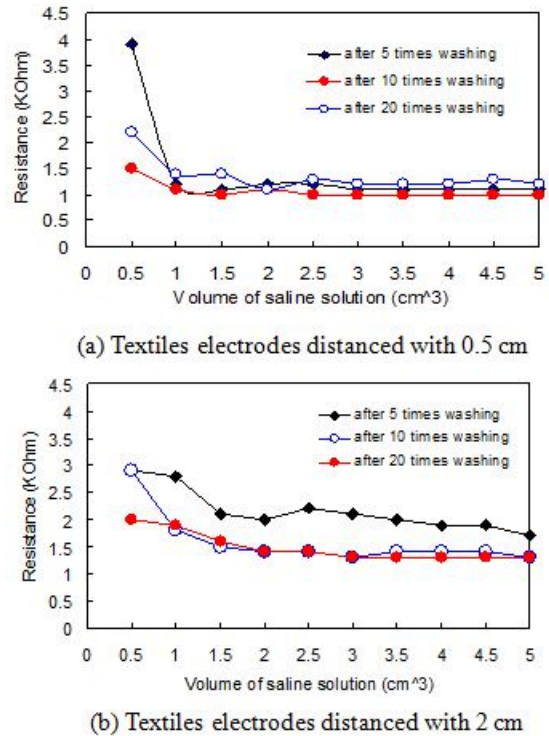 4.5
4
3.5
3
2.5
2
1.5
1
0.5
0
Resistance (KOhm)
after 5 times washing
after 10 times washing
after 20 times washing
0 0.5 1 1.5 2 2.5 3 3.5 4 4.5 5
Volume of saline solution (cm^3)
(a) Textiles electrodes distanced with 0.5 cm
4.5
4
3.5
3
2.5
2
1.5
1
0.5
0
Resistance (KOhm)
after 5 times washing
after 10 times washing
after 20 times washing
0 0.5 1 1.5 2 2.5 3 3.5 4 4.5 5
Volume of saline solution (cm^3)
(b) Textiles electrodes distanced with 2 cm